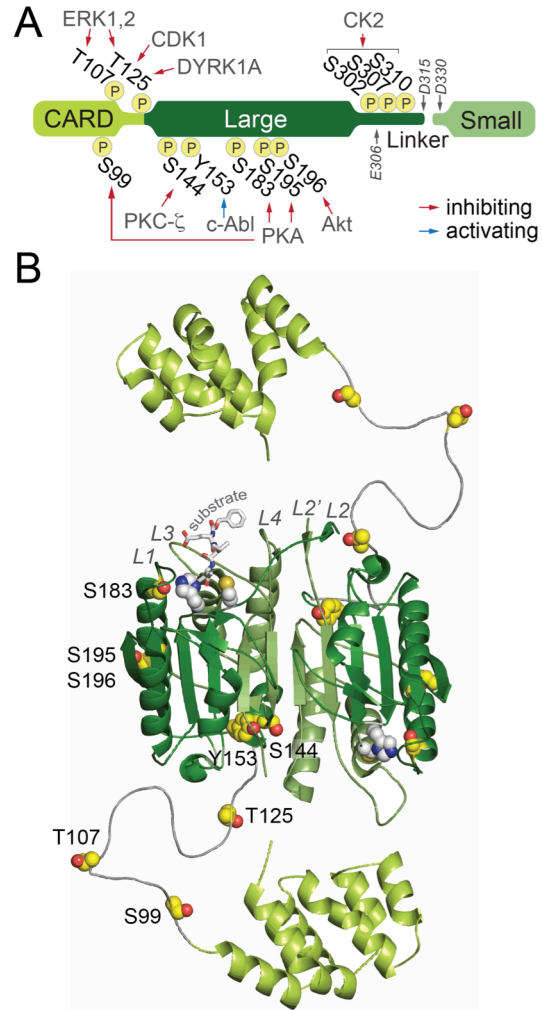 A
ERK1,2
CDK1
DYRK1A
CK2
T107
T125
S302
S307
S310
D315
D330
P
P
P
P
P
CARD
Large
Linker
Small
E306
P
P
P
P
P
P
S99
S144
Y153
S183
S195
S196
PKC-ζ
c-Abl
PKA
Akt
inhibiting
activating
B
substrate
L3
L4
L2'
L2
L1
S183
S195
S196
Y153
S144
T125
T107
S99